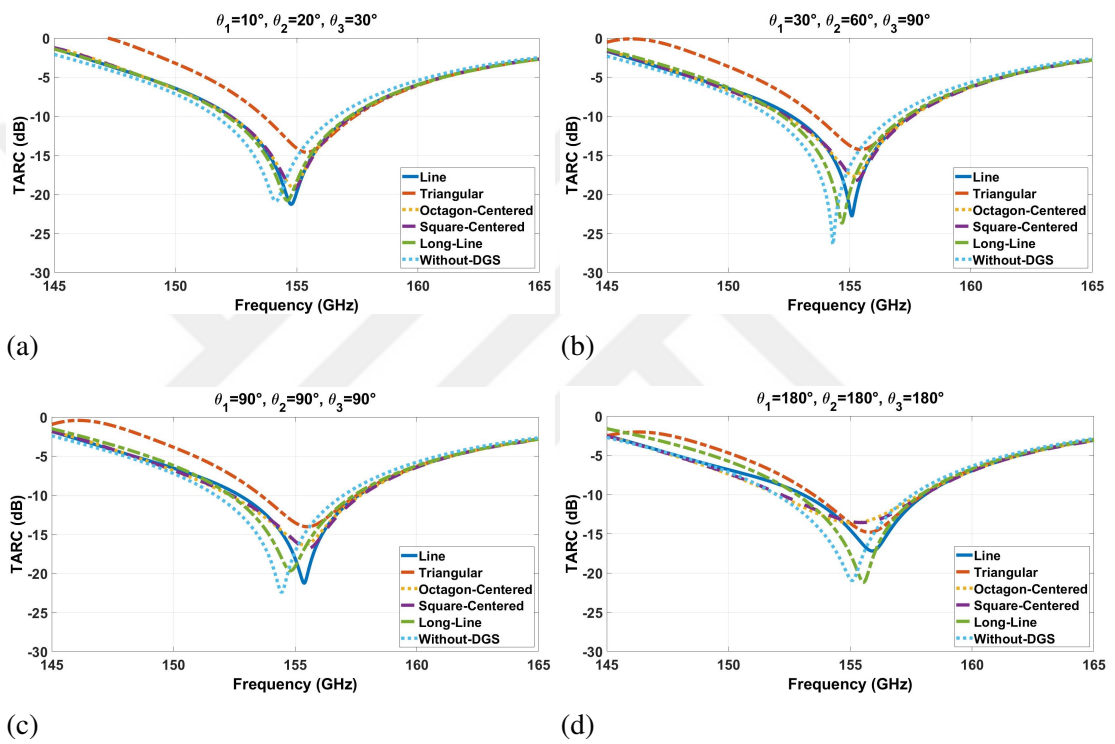 θ1=10°, θ2=20°, θ3=30°
0
-5
-10
-15
-20
-25
-30
TARC (dB)
Line
Triangular
Octagon-Centered
Square-Centered
Long-Line
Without-DGS
145
150
155
160
165
Frequency (GHz)
(a)
θ1=30°, θ2=60°, θ3=90°
0
-5
-10
-15
-20
-25
-30
TARC (dB)
Line
Triangular
Octagon-Centered
Square-Centered
Long-Line
Without-DGS
145
150
155
160
165
Frequency (GHz)
(b)
θ1=90°, θ2=90°, θ3=90°
0
-5
-10
-15
-20
-25
-30
TARC (dB)
Line
Triangular
Octagon-Centered
Square-Centered
Long-Line
Without-DGS
145
150
155
160
165
Frequency (GHz)
(c)
θ1=180°, θ2=180°, θ3=180°
0
-5
-10
-15
-20
-25
-30
TARC (dB)
Line
Triangular
Octagon-Centered
Square-Centered
Long-Line
Without-DGS
145
150
155
160
165
Frequency (GHz)
(d)